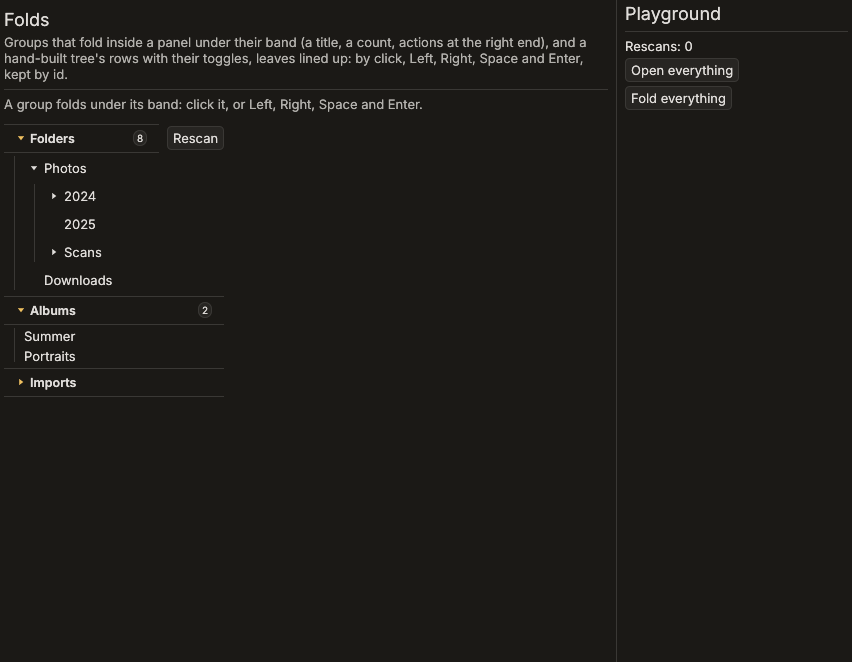 Folds
Groups that fold inside a panel under their band (a title, a count, actions at the right end), and a
hand-built tree's rows with their toggles, leaves lined up: by click, Left, Right, Space and Enter,
kept by id.
A group folds under its band: click it, or Left, Right, Space and Enter.
Folders 8 Rescan
Photos
2024
2025
Scans
Downloads
Albums 2
Summer
Portraits
Imports
Playground
Rescans: 0
Open everything
Fold everything